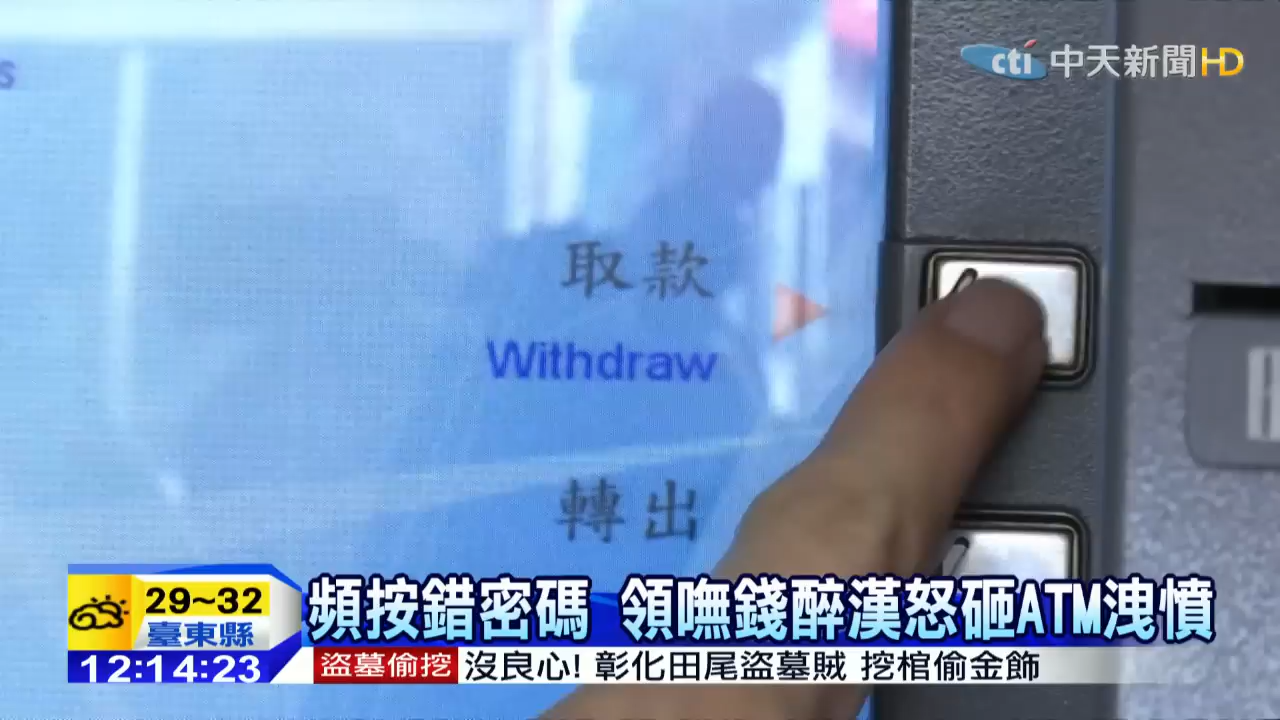 s
cti 中天新聞HD
取款
Withdraw
轉出
29~32
臺東縣
12:14:23
頻按錯密碼 領嘸錢醉漢怒砸ATM洩憤
盜墓偷挖 沒良心! 彰化田尾盜墓賊 挖棺偷金飾